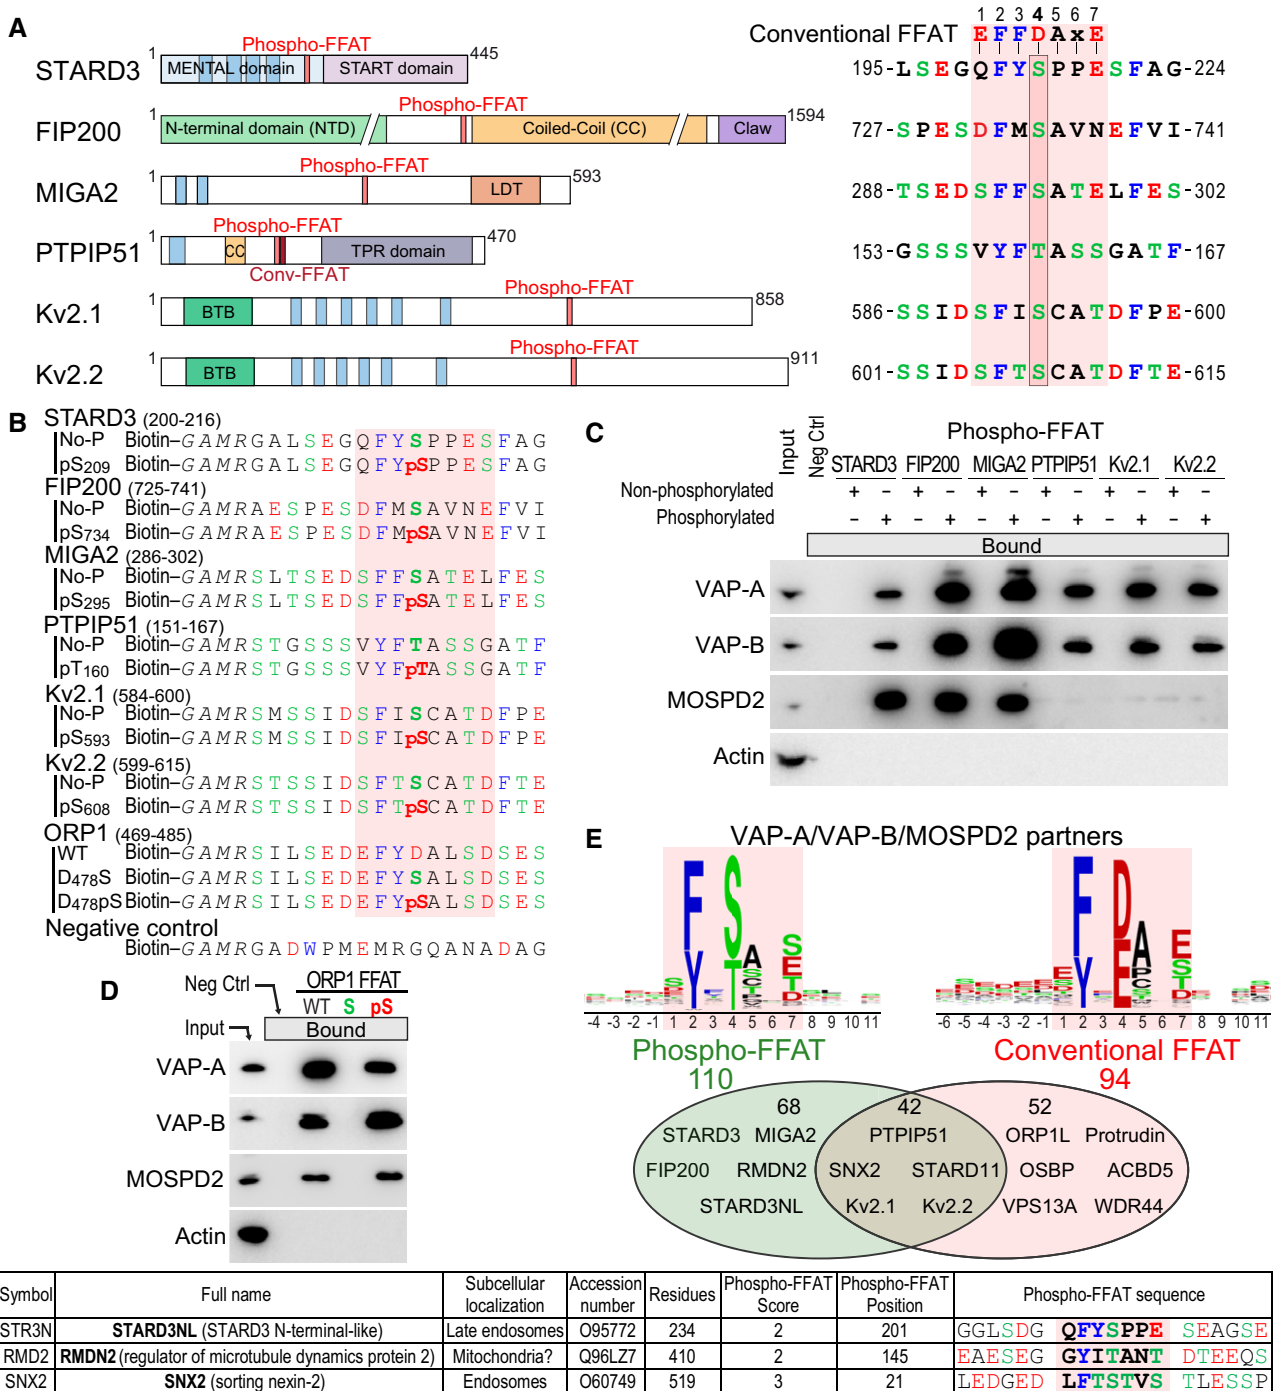 A
STARD3 1 Phospho-FFAT 445
MENTAL domain START domain
FIP200 1 Phospho-FFAT 1594
N-terminal domain (NTD) Coiled-Coil (CC) Claw
MIGA2 1 Phospho-FFAT 593
LDT
PTPIP51 1 Phospho-FFAT 470
CC TPR domain
Conv-FFAT
Kv2.1 1 Phospho-FFAT 858
BTB
Kv2.2 1 Phospho-FFAT 911
BTB
1 2 3 4 5 6 7
Conventional FFAT E F F D A x E
195-L S E G Q F Y S P P E S F A G-224
727-S P E S D F M S A V N E F V I-741
288-T S E D S F F S A T E L F E S-302
153-G S S S V Y F T A S S G A T F-167
586-S S I D S F I S C A T D F P E-600
601-S S I D S F T S C A T D F T E-615
B
STARD3 (200-216)
No-P Biotin–GAMRGALSEGQFYSPPESFAG
pS209 Biotin–GAMRGALSEGQFYpSPPESFAG
FIP200 (725-741)
No-P Biotin–GAMRAESPESDFMSAVNEFVI
pS734 Biotin–GAMRAESPESDFMpSAVNEFVI
MIGA2 (286-302)
No-P Biotin–GAMRSLTSEDSFFSATELFES
pS295 Biotin–GAMRSLTSEDSFFpSATELFES
PTPIP51 (151-167)
No-P Biotin–GAMRSTGSSSVYFTASSGATF
pT160 Biotin–GAMRSTGSSSVYFpTASSGATF
Kv2.1 (584-600)
No-P Biotin–GAMRSMSSIDSFISCATDFPE
pS593 Biotin–GAMRSMSSIDSFIpSCATDFPE
Kv2.2 (599-615)
No-P Biotin–GAMRSTSSIDSFTSCATDFTE
pS608 Biotin–GAMRSTSSIDSFTpSCATDFTE
ORP1 (469-485)
WT Biotin–GAMRSILSEDEFYDALSDSES
D478S Biotin–GAMRSILSEDEFYSALSDSES
D478pS Biotin–GAMRSILSEDEFYpSALSDSES
Negative control
Biotin–GAMRGADWPMEMRGQANADAG
C
Input Neg Ctrl Phospho-FFAT
STARD3 FIP200 MIGA2 PTPIP51 Kv2.1 Kv2.2
Non-phosphorylated + – + – + – + – + – + –
Phosphorylated – + – + – + – + – + – +
Bound
VAP-A
VAP-B
MOSPD2
Actin
D
Neg Ctrl ORP1 FFAT
WT S pS
Input Bound
VAP-A
VAP-B
MOSPD2
Actin
E
VAP-A/VAP-B/MOSPD2 partners
-4 -3 -2 -1 1 2 3 4 5 6 7 8 9 10 11
-6 -5 -4 -3 -2 -1 1 2 3 4 5 6 7 8 9 10 11
Phospho-FFAT Conventional FFAT
110 94
68 42 52
STARD3 MIGA2 PTPIP51 ORP1L Protrudin
FIP200 RMDN2 SNX2 STARD11 OSBP ACBD5
STARD3NL Kv2.1 Kv2.2 VPS13A WDR44
Symbol Full name Subcellular localization Accession number Residues Phospho-FFAT Score Phospho-FFAT Position Phospho-FFAT sequence
STR3N STARD3NL (STARD3 N-terminal-like) Late endosomes O95772 234 2 201 GGLSDG QFYSPPE SEAGSE
RMD2 RMDN2 (regulator of microtubule dynamics protein 2) Mitochondria? Q96LZ7 410 2 145 EAESEG GYITANT DTEEQS
SNX2 SNX2 (sorting nexin-2) Endosomes O60749 519 3 21 LEDGED LFTSTVS TLESSP